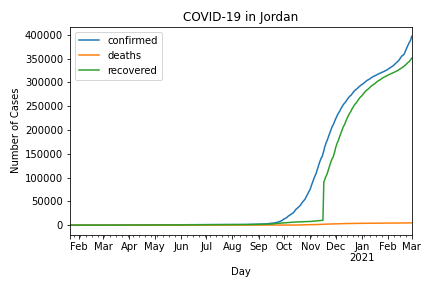 COVID-19 in Jordan
confirmed
deaths
recovered
Number of Cases
400000
350000
300000
250000
200000
150000
100000
50000
0
Feb Mar Apr May Jun Jul Aug Sep Oct Nov Dec Jan Feb Mar
2021
Day